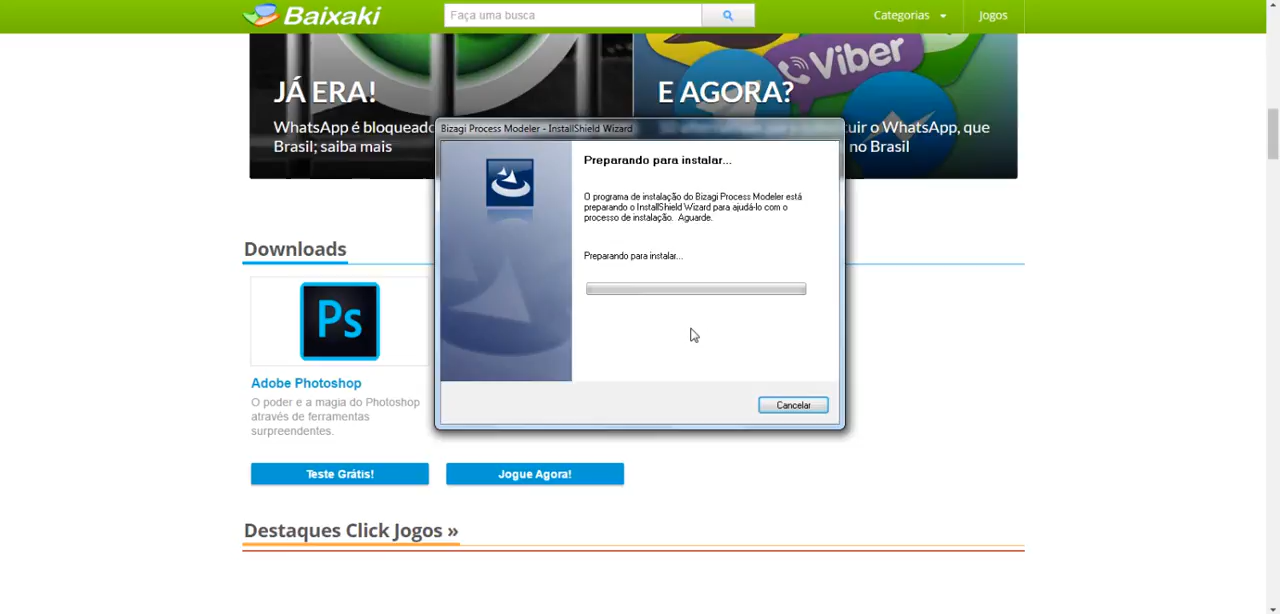 Baixaki
Faça uma busca
Categorias
Jogos
JÁ ERA!
WhatsApp é bloqueado
Brasil; saiba mais
Viber
E AGORA?
uir o WhatsApp, que
no Brasil
Bizagi Process Modeler - InstallShield Wizard
Preparando para instalar...
O programa de instalação do Bizagi Process Modeler está
preparando o InstallShield Wizard para ajudá-lo com o
processo de instalação. Aguarde.
Preparando para instalar...
Cancelar
Downloads
Ps
Adobe Photoshop
O poder e a magia do Photoshop
através de ferramentas
surpreendentes.
Teste Grátis!
Jogue Agora!
Destaques Click Jogos »